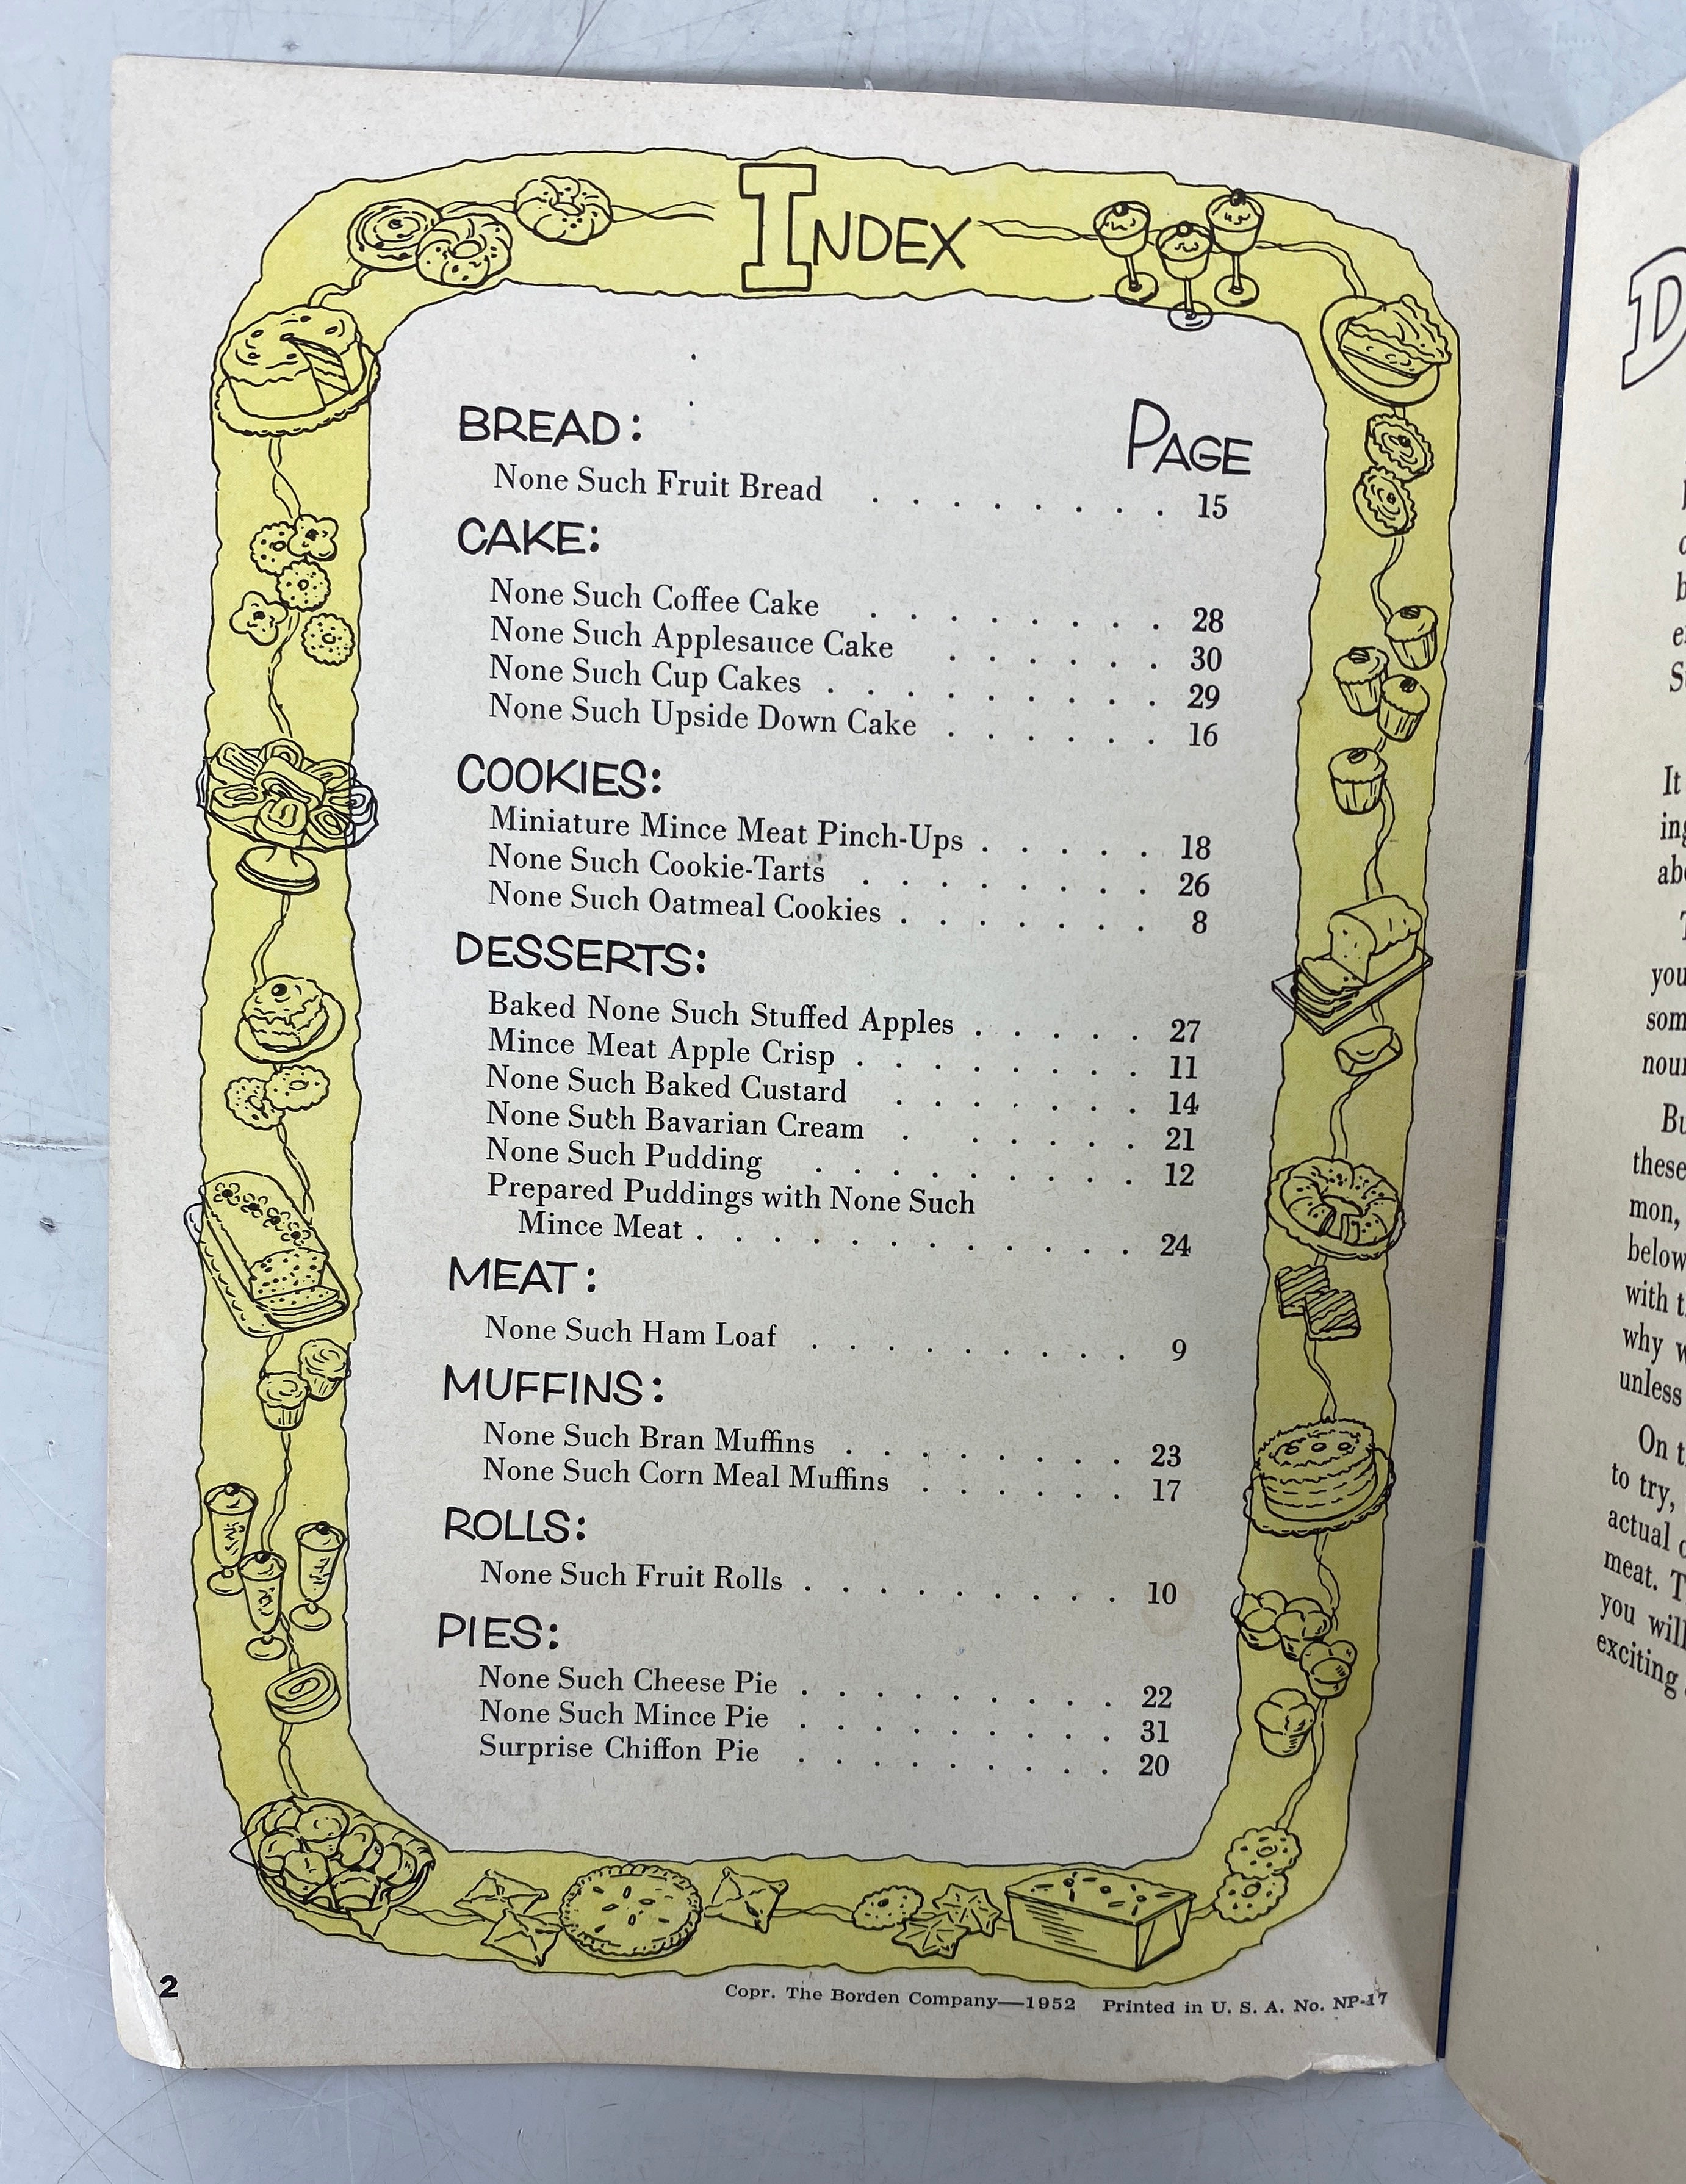 INDEX
PAGE
BREAD:
None Such Fruit Bread . . . . . . . . 15
CAKE:
None Such Coffee Cake . . . . . . . . 28
None Such Applesauce Cake . . . . . . 30
None Such Cup Cakes . . . . . . . . . 29
None Such Upside Down Cake . . . . . . 16
COOKIES:
Miniature Mince Meat Pinch-Ups . . . . . 18
None Such Cookie-Tarts . . . . . . . . 26
None Such Oatmeal Cookies . . . . . . . 8
DESSERTS:
Baked None Such Stuffed Apples . . . . . 27
Mince Meat Apple Crisp . . . . . . . . 11
None Such Baked Custard . . . . . . . 14
None Such Bavarian Cream . . . . . . 21
None Such Pudding . . . . . . . . . 12
Prepared Puddings with None Such
Mince Meat . . . . . . . . . . . . 24
MEAT:
None Such Ham Loaf . . . . . . . . . 9
MUFFINS:
None Such Bran Muffins . . . . . . . . 23
None Such Corn Meal Muffins . . . . . . 17
ROLLS:
None Such Fruit Rolls . . . . . . . . . 10
PIES:
None Such Cheese Pie . . . . . . . . . 22
None Such Mince Pie . . . . . . . . . 31
Surprise Chiffon Pie . . . . . . . . . 20
2
Copr. The Borden Company—1952 Printed in U. S. A. No. NP-17
D
It
you
these
mon,
below
with
why
unless
On
to try,
actual
meat.
you will
exciting